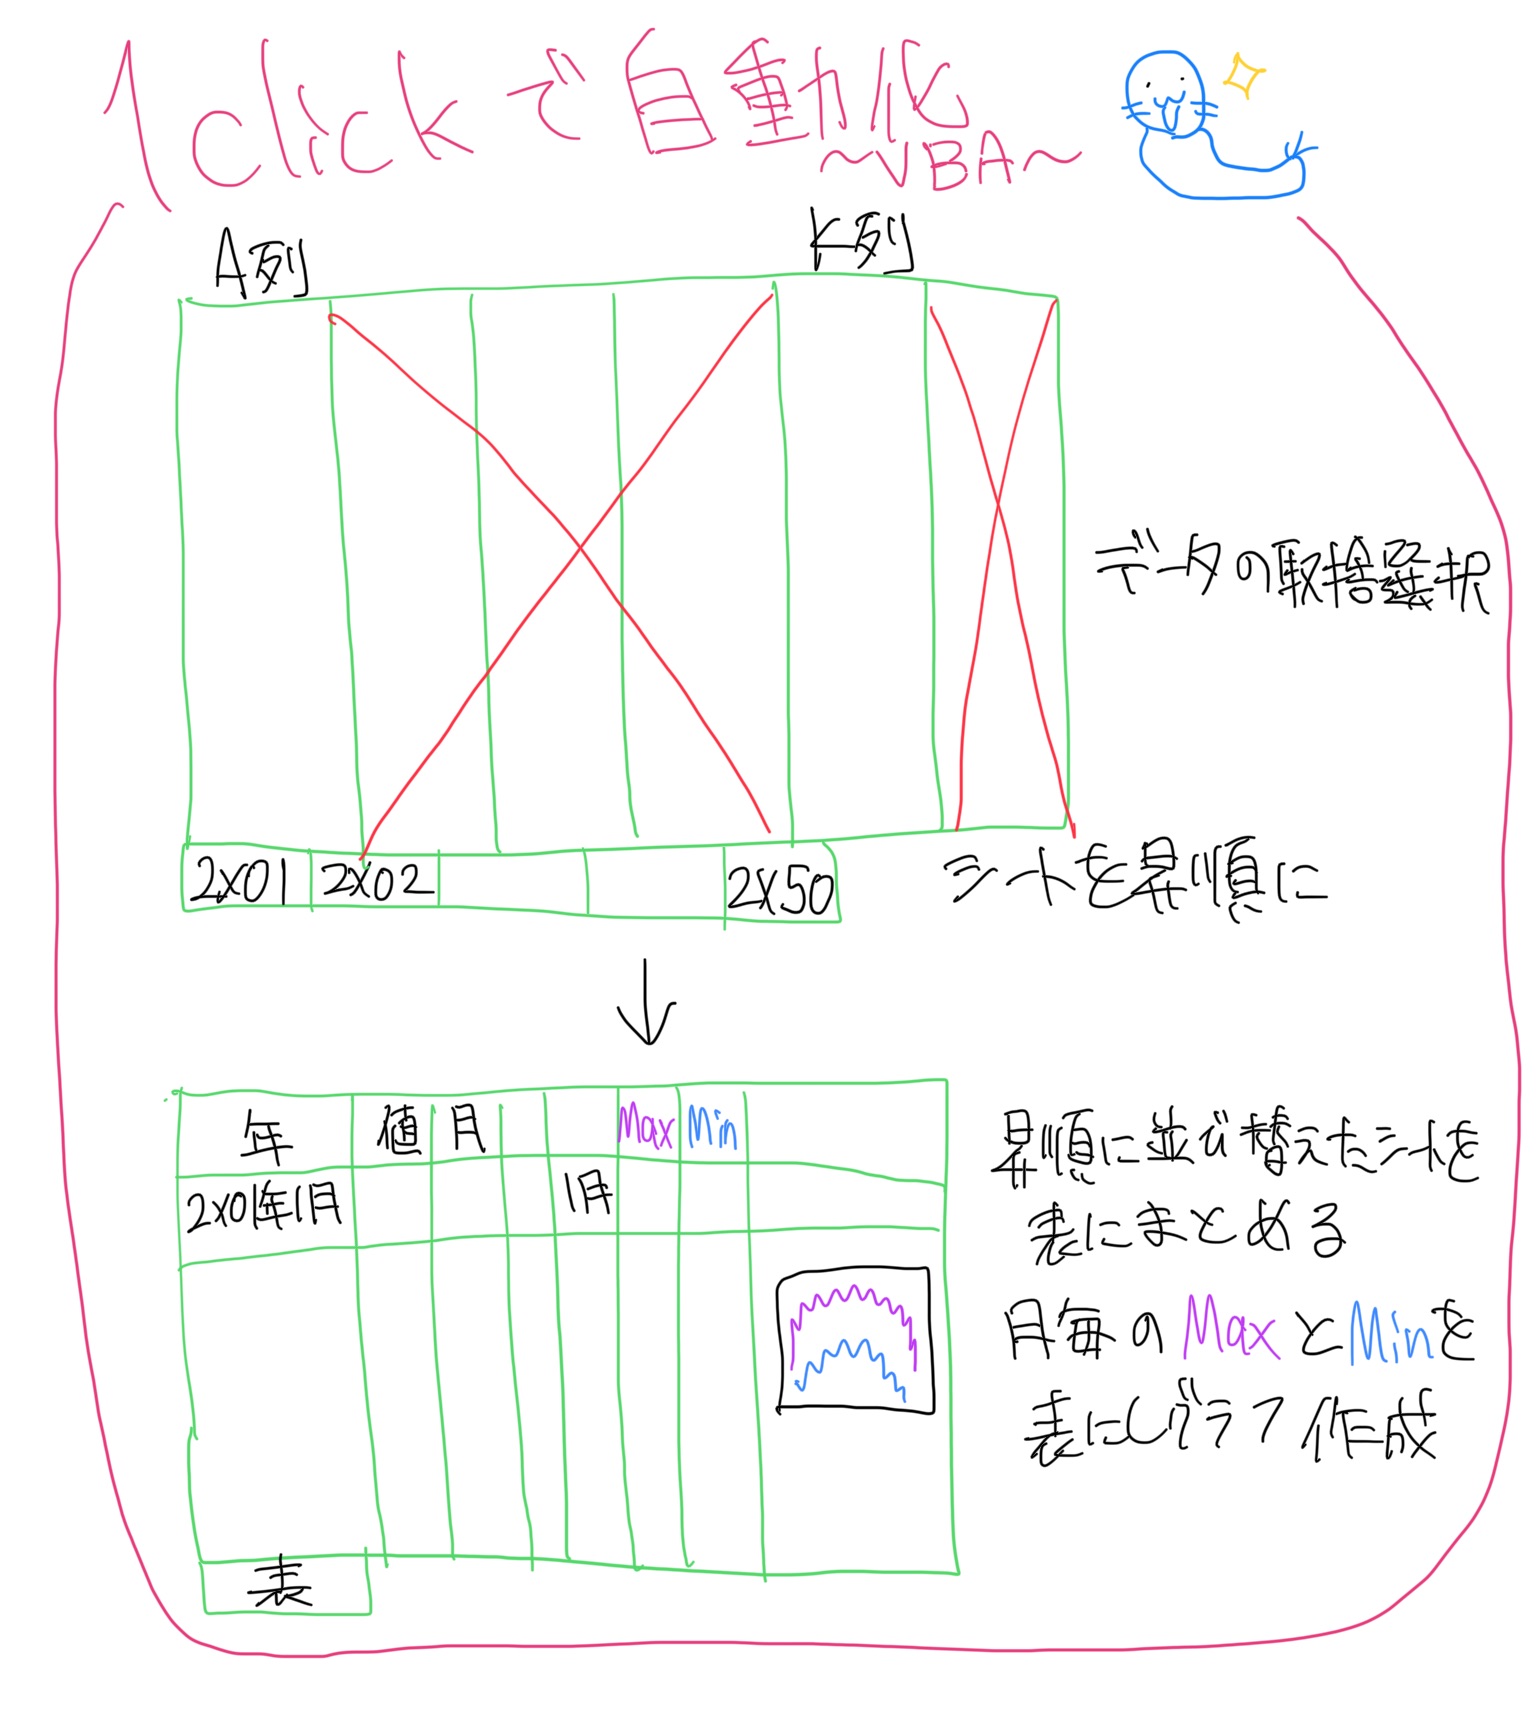 1clickで自動化
～VBA～
A列
K列
データの取捨選択
2X01 2X02 2X50
シートを昇順に
年 値 月 Max Min
2X01年1月 1月
昇順に並び替えたシートを
表にまとめる
月毎のMaxとMinを
表にしグラフ作成
表